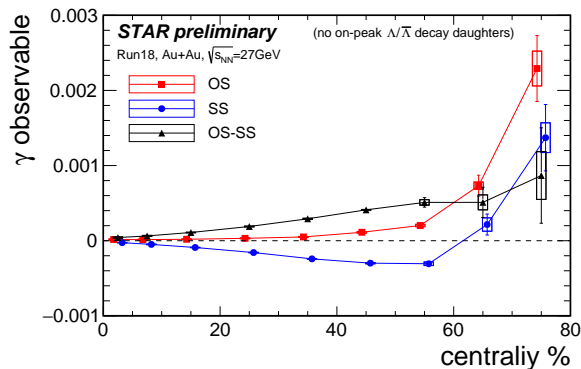 0.003
STAR preliminary
(no on-peak Λ/Λ̅ decay daughters)
Run18, Au+Au, √sNN=27GeV
OS
SS
OS-SS
0.002
0.001
0
−0.001
γ observable
0 20 40 60 80
centraliy %